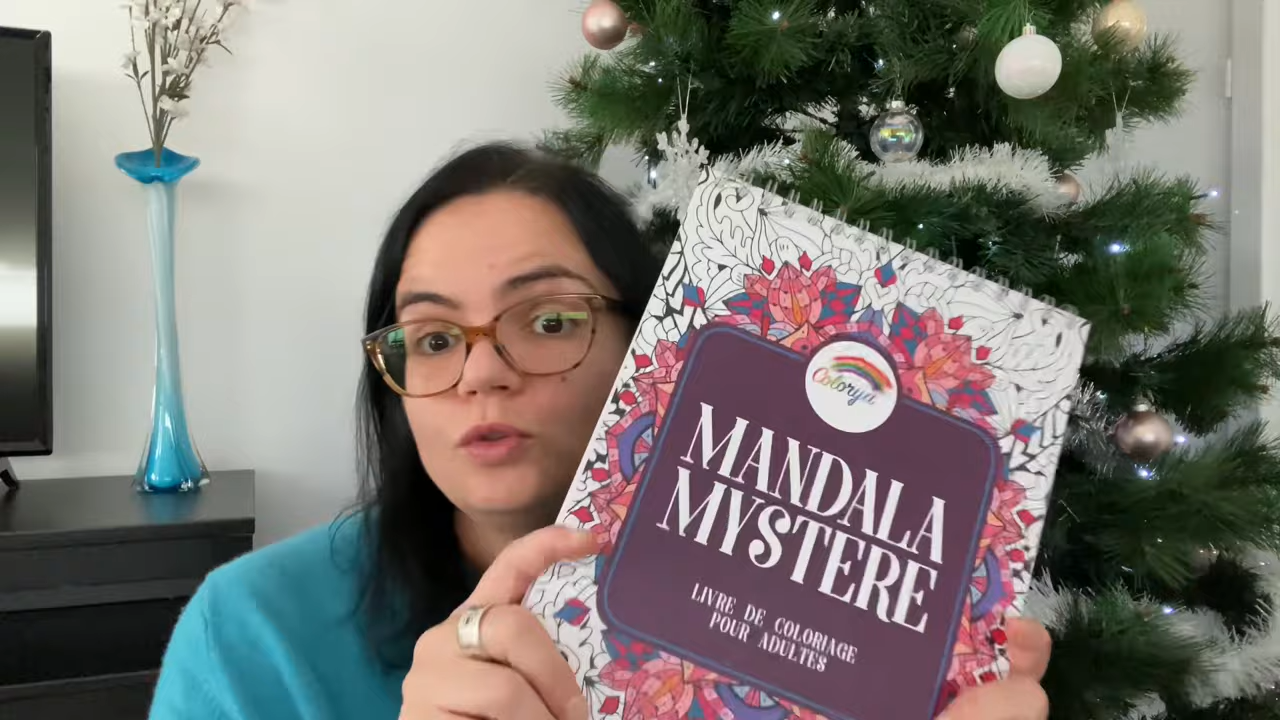 Colorya
MANDALA
MYSTERE
LIVRE DE COLORIAGE
POUR ADULTES